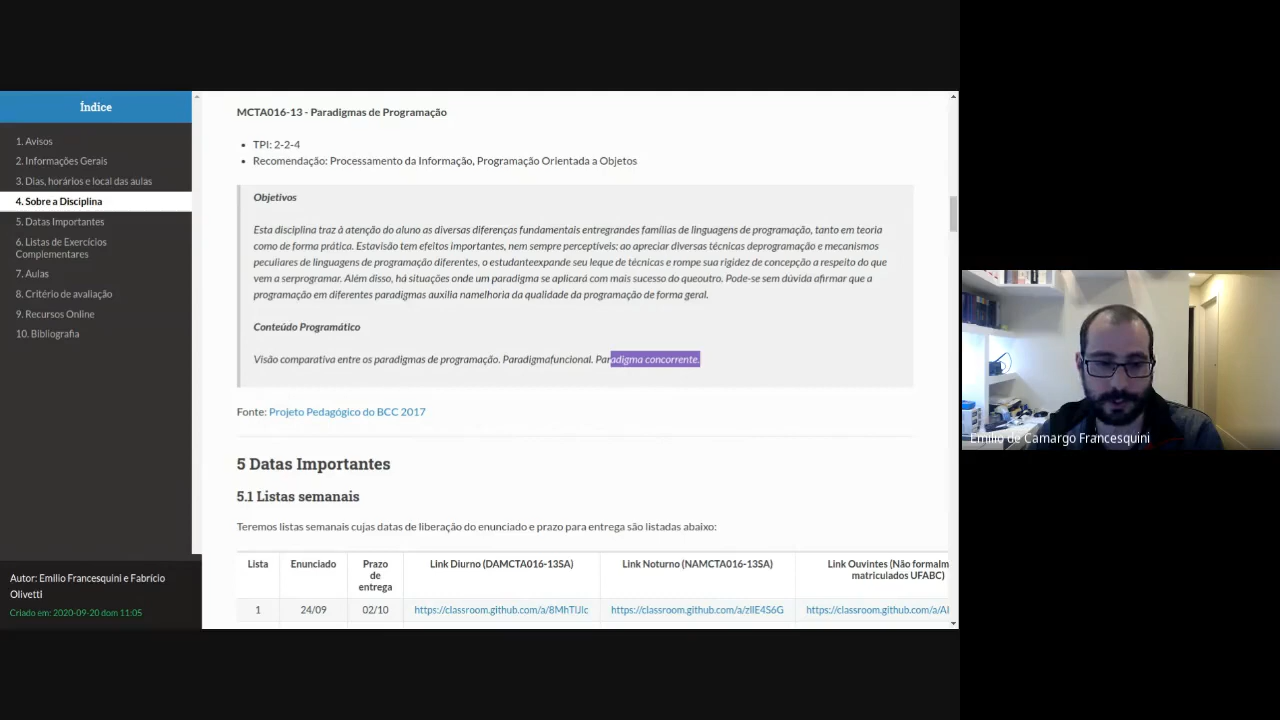 Índice
1. Avisos
2. Informações Gerais
3. Dias, horários e local das aulas
4. Sobre a Disciplina
5. Datas Importantes
6. Listas de Exercícios
Complementares
7. Aulas
8. Critério de avaliação
9. Recursos Online
10. Bibliografia
Autor: Emilio Francesquini e Fabrício
Olivetti
Criado em: 2020-09-20 dom 11:05
MCTA016-13 - Paradigmas de Programação
• TPI: 2-2-4
• Recomendação: Processamento da Informação, Programação Orientada a Objetos
Objetivos
Esta disciplina traz à atenção do aluno as diversas diferenças fundamentais entregrandes famílias de linguagens de programação, tanto em teoria
como de forma prática. Estavisão tem efeitos importantes, nem sempre perceptíveis: ao apreciar diversas técnicas deprogramação e mecanismos
peculiares de linguagens de programação diferentes, o estudanteexpande seu leque de técnicas e rompe sua rigidez de concepção a respeito do que
vem a serprogramar. Além disso, há situações onde um paradigma se aplicará com mais sucesso do queoutro. Pode-se sem dúvida afirmar que a
programação em diferentes paradigmas auxilia namelhoria da qualidade da programação de forma geral.
Conteúdo Programático
Visão comparativa entre os paradigmas de programação. Paradigmafuncional. Paradigma concorrente.
Fonte: Projeto Pedagógico do BCC 2017
5 Datas Importantes
5.1 Listas semanais
Teremos listas semanais cujas datas de liberação do enunciado e prazo para entrega são listadas abaixo:
Lista Enunciado Prazo de entrega Link Diurno (DAMCTA016-13SA) Link Noturno (NAMCTA016-13SA) Link Ouvintes (Não formalm matriculados UFABC)
1 24/09 02/10 https://classroom.github.com/a/8MhTlJIc https://classroom.github.com/a/zllE4S6G https://classroom.github.com/a/Al
Emilio de Camargo Francesquini